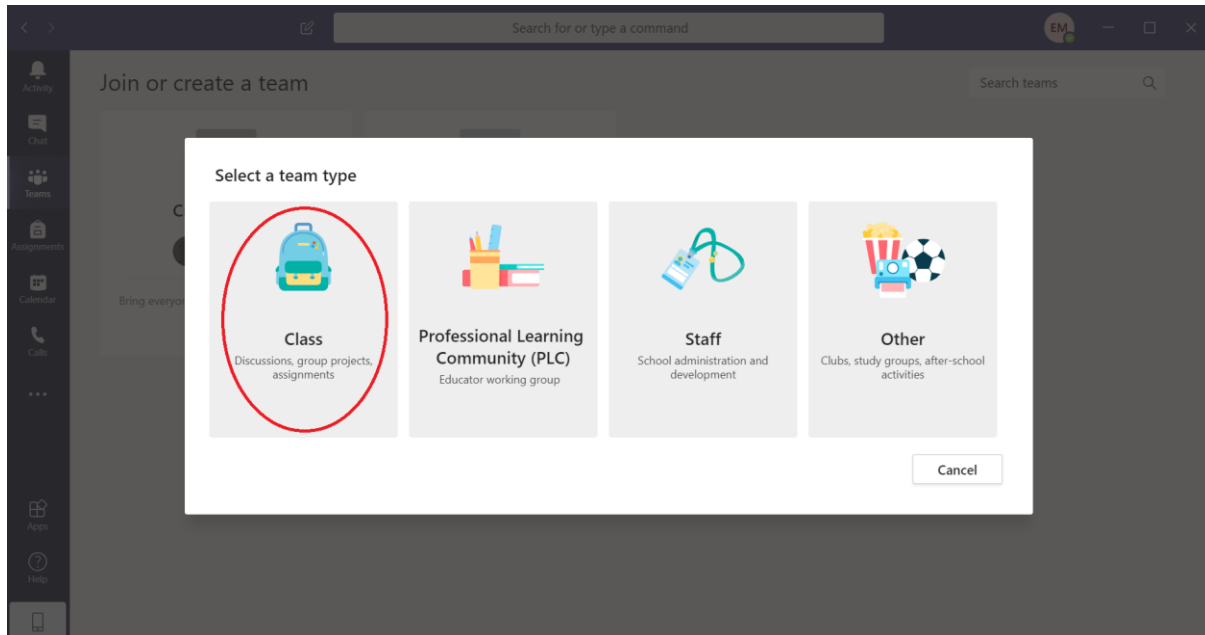 Search for or type a command
EM
Activity
Join or create a team
Search teams
Chat
Teams
Assignments
Calendar
Calls
Apps
Help
C
Bring everyo
Select a team type
Class
Discussions, group projects,
assignments
Professional Learning
Community (PLC)
Educator working group
Staff
School administration and
development
Other
Clubs, study groups, after-school
activities
Cancel